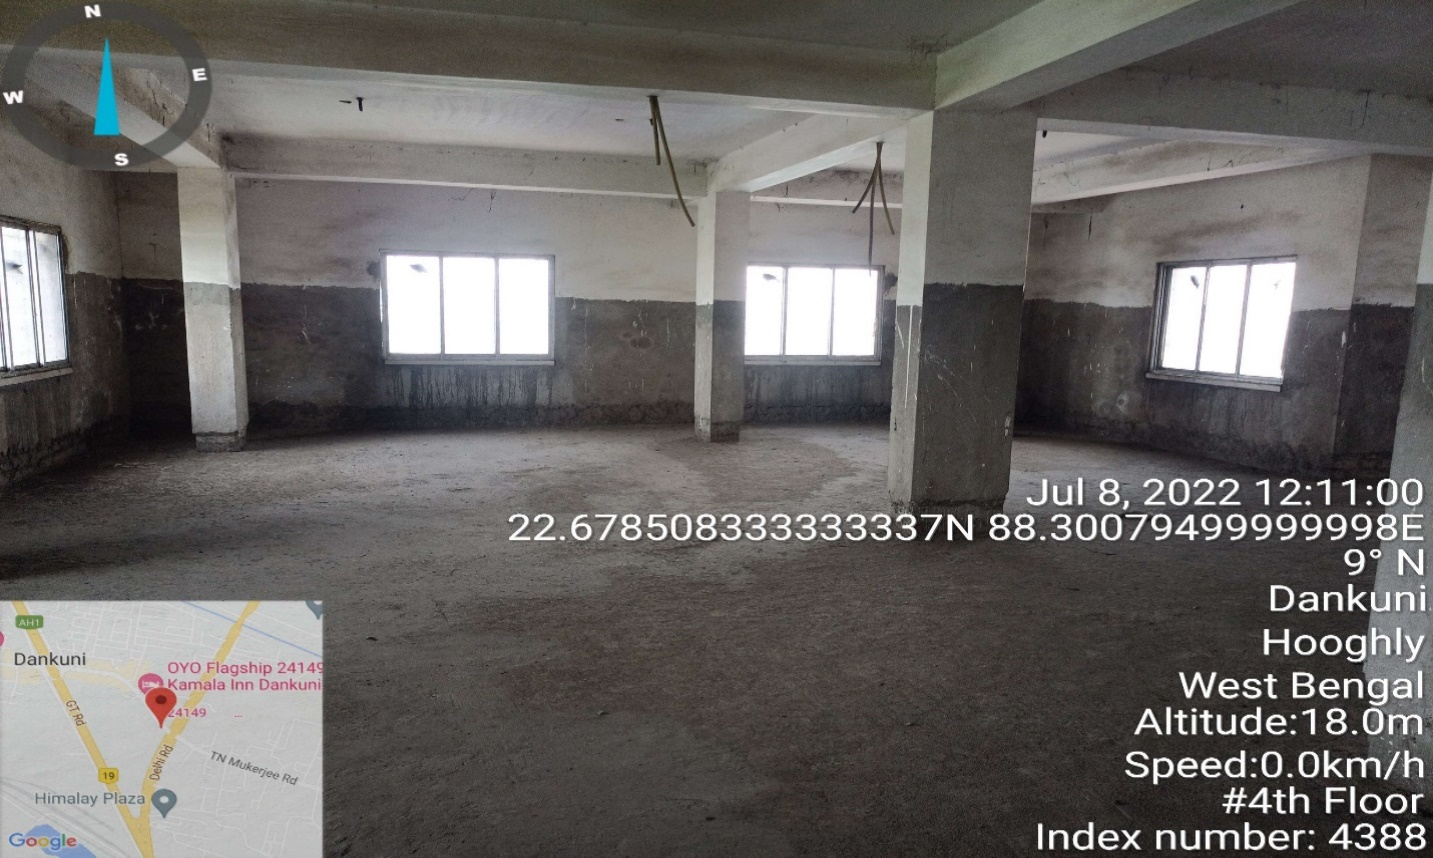 N
W
E
S
Jul 8, 2022 12:11:00
22.678508333333337N 88.30079499999998E
9° N
Dankuni
Hooghly
West Bengal
Altitude:18.0m
Speed:0.0km/h
#4th Floor
Index number: 4388
AH1
Dankuni
OYO Flagship 24149
Kamala Inn Dankuni
24149 ...
GT Rd
Delhi Rd
TN Mukerjee Rd
19
Himalay Plaza
Google